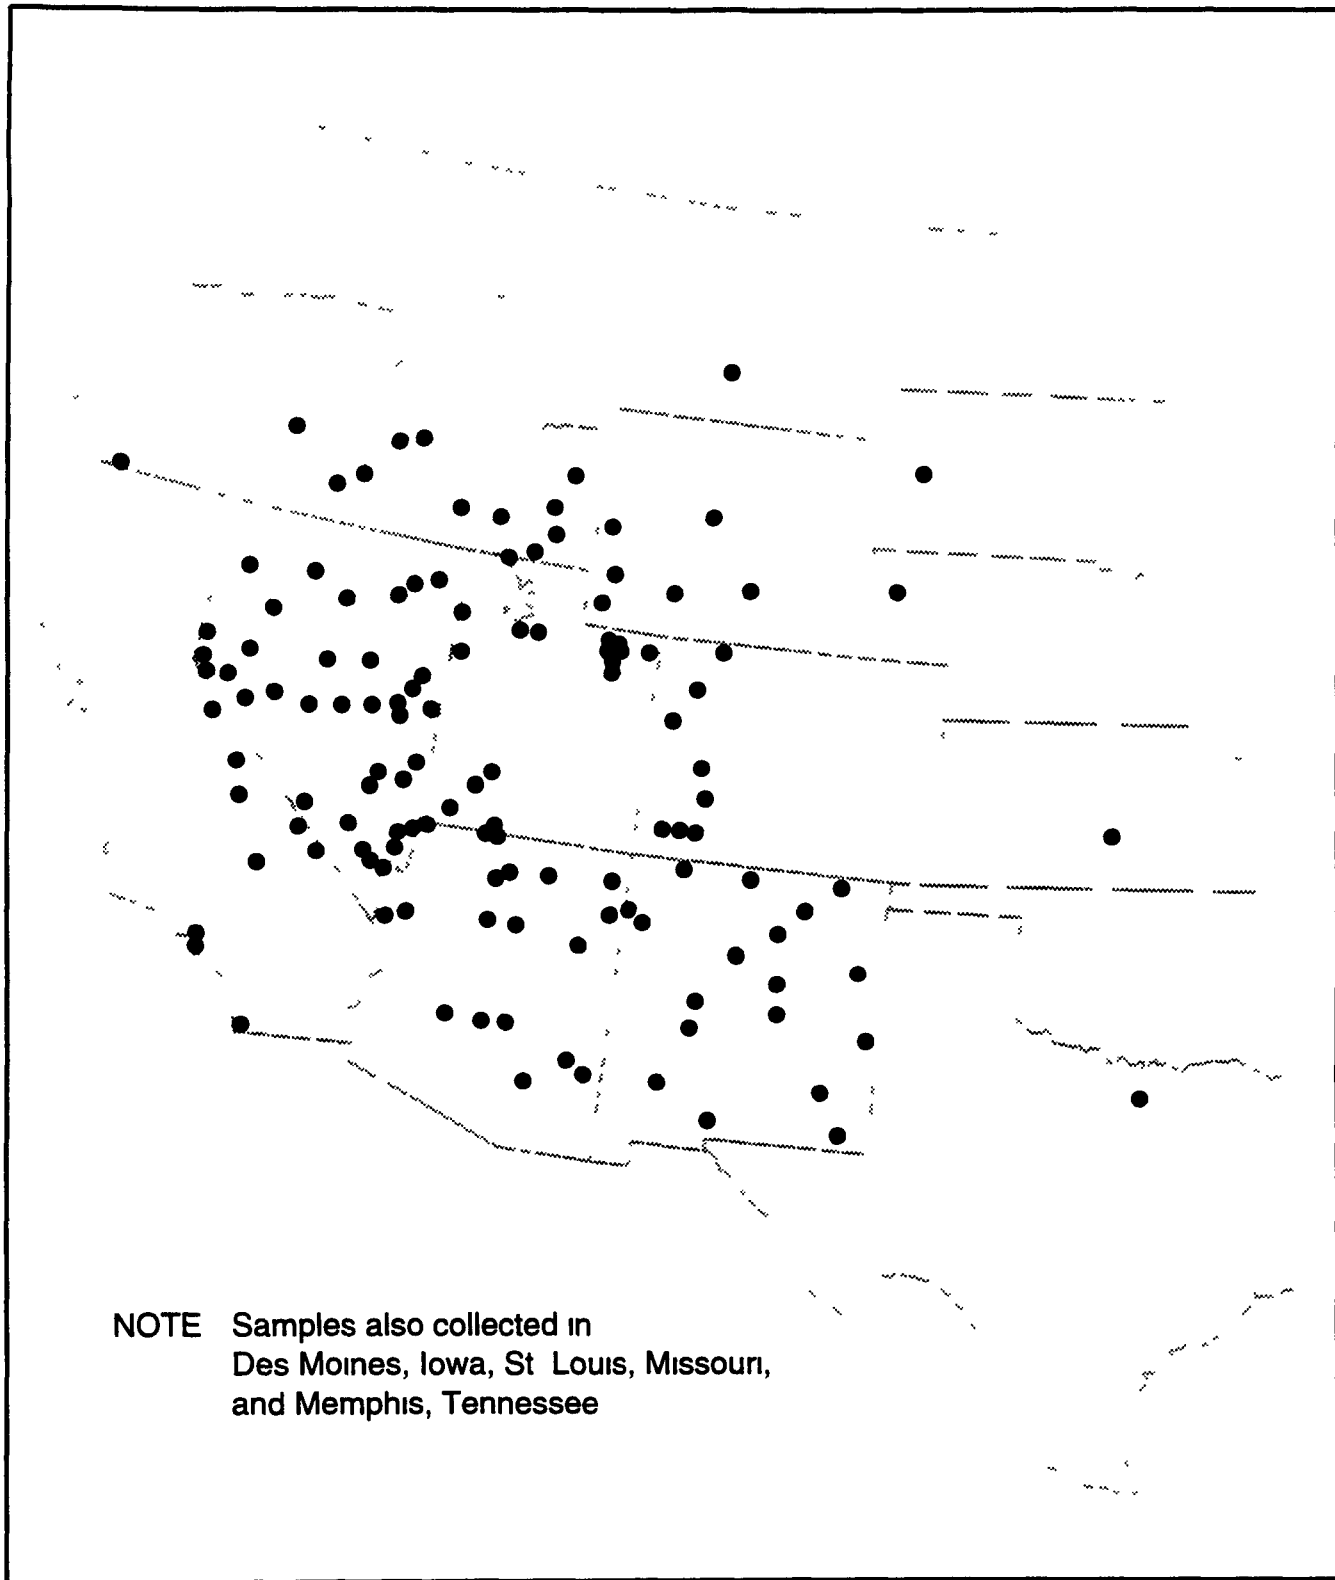 NOTE Samples also collected in
Des Moines, Iowa, St Louis, Missouri,
and Memphis, Tennessee